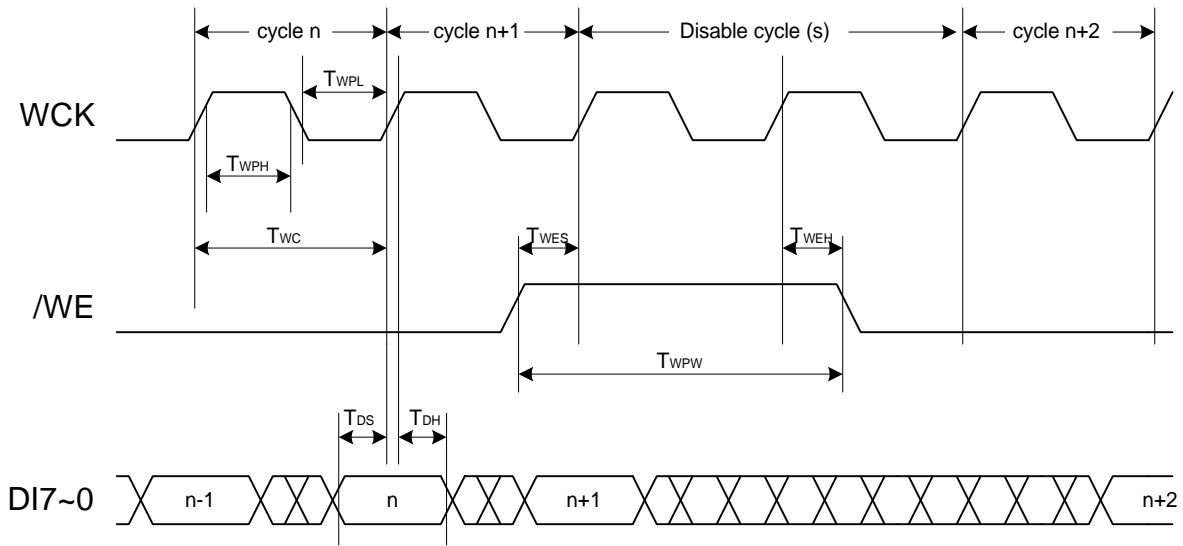 cycle n
cycle n+1
Disable cycle (s)
cycle n+2
TWPL
WCK
TWPH
TWC
TWES
TWEH
/WE
TWPW
TDS
TDH
DI7~0
n-1
n
n+1
n+2